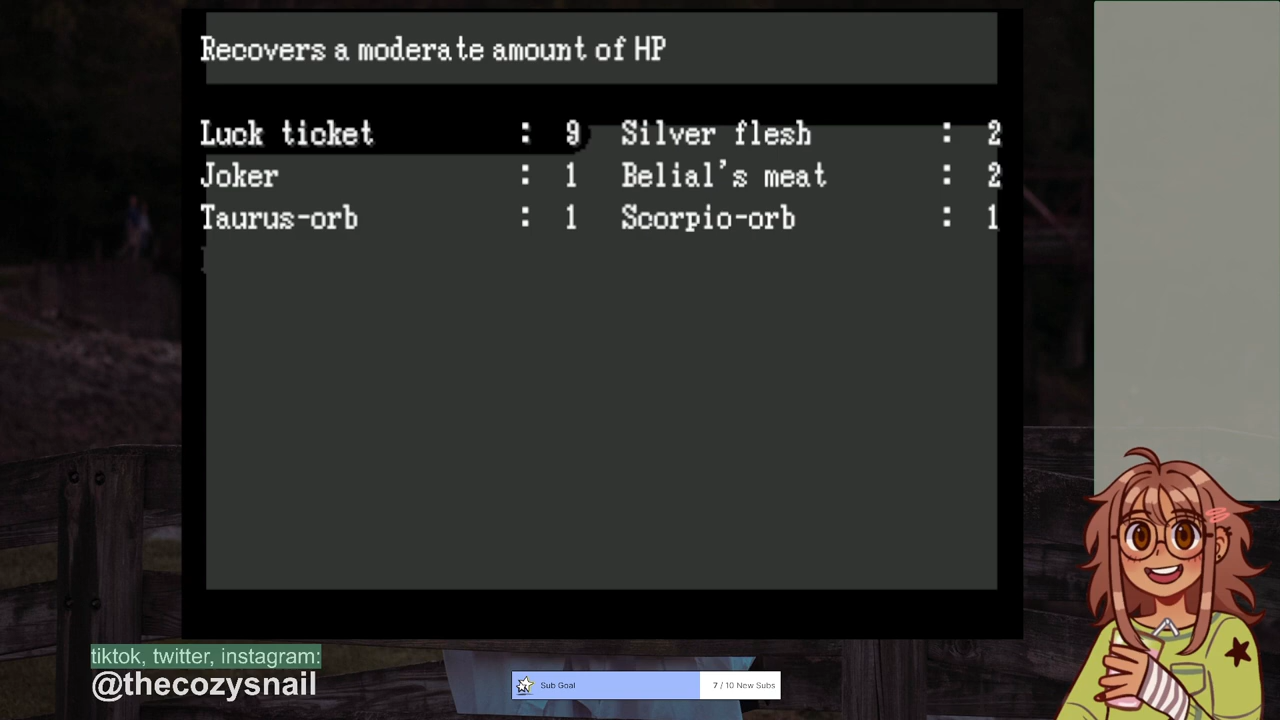 Recovers a moderate amount of HP
Luck ticket : 9 Silver flesh : 2
Joker : 1 Belial's meat : 2
Taurus-orb : 1 Scorpio-orb : 1
tiktok, twitter, instagram:
@thecozysnail
Sub Goal 7 / 10 New Subs